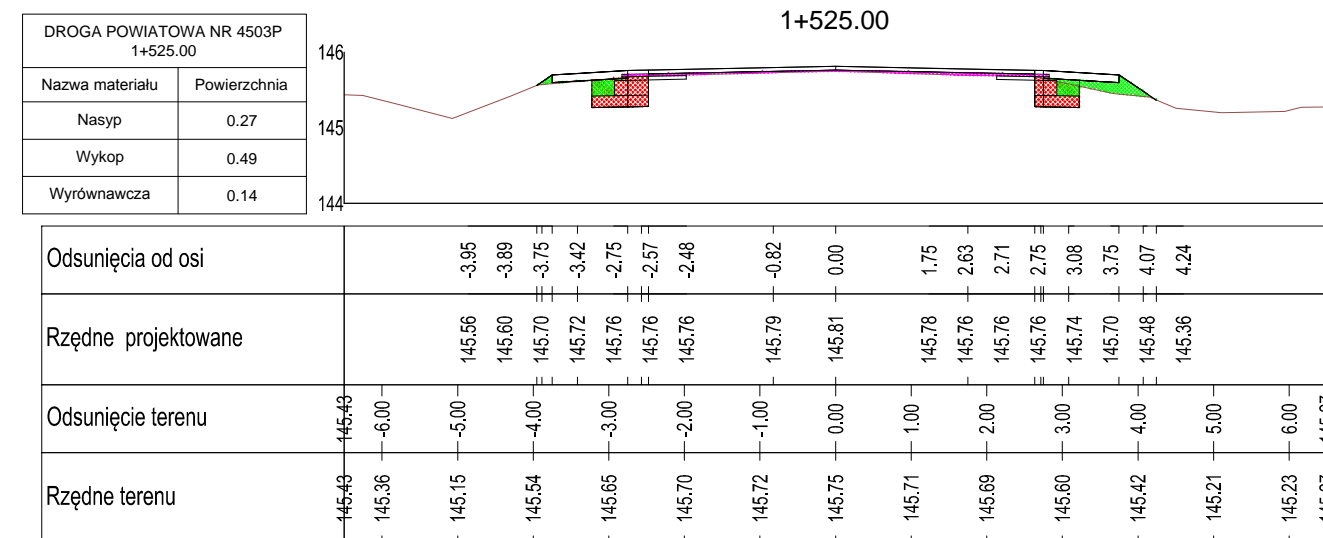 1+525.00
DROGA POWIATOWA NR 4503P
1+525.00
Nazwa materiału Powierzchnia
Nasyp 0.27
Wykop 0.49
Wyrównawcza 0.14
146
145
144
Odsunięcia od osi -3.95 -3.89 -3.75 -3.42 -2.75 -2.57 -2.48 -0.82 0.00 1.75 2.63 2.71 2.75 3.08 3.75 4.07 4.24
Rzędne projektowane 145.56 145.60 145.70 145.72 145.76 145.76 145.76 145.79 145.81 145.78 145.76 145.76 145.76 145.74 145.70 145.48 145.36
Odsunięcie terenu 145.43 -6.00 -5.00 -4.00 -3.00 -2.00 -1.00 0.00 1.00 2.00 3.00 4.00 5.00 6.00
Rzędne terenu 145.43 145.36 145.15 145.54 145.65 145.70 145.72 145.75 145.71 145.69 145.60 145.42 145.21 145.23